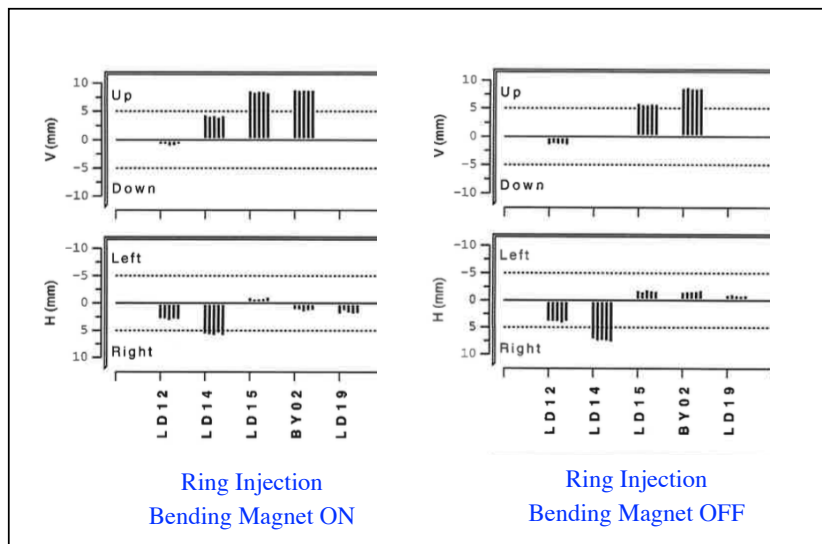 10
5
0
-5
-10
V (mm)
Up
Down
-10
-5
0
5
10
H (mm)
Left
Right
LD12
LD14
LD15
BY02
LD19
Ring Injection
Bending Magnet ON
10
5
0
-5
-10
V (mm)
Up
Down
-10
-5
0
5
10
H (mm)
Left
Right
LD12
LD14
LD15
BY02
LD19
Ring Injection
Bending Magnet OFF